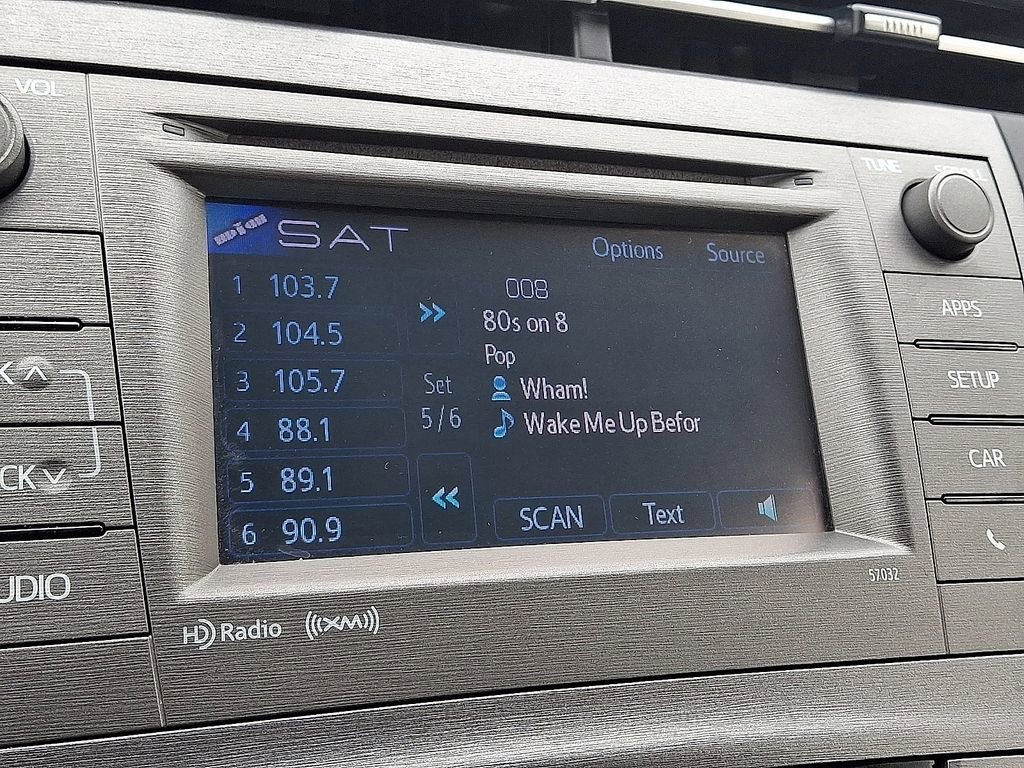 VOL
TUNE
SAT
Options
Source
1 103.7
2 104.5
3 105.7
4 88.1
5 89.1
6 90.9
>>
Set
5/6
<<
008
80s on 8
Pop
Wham!
Wake Me Up Befor
SCAN
Text
APPS
SETUP
CAR
K
CK
UDIO
57032
HD Radio
((XM))